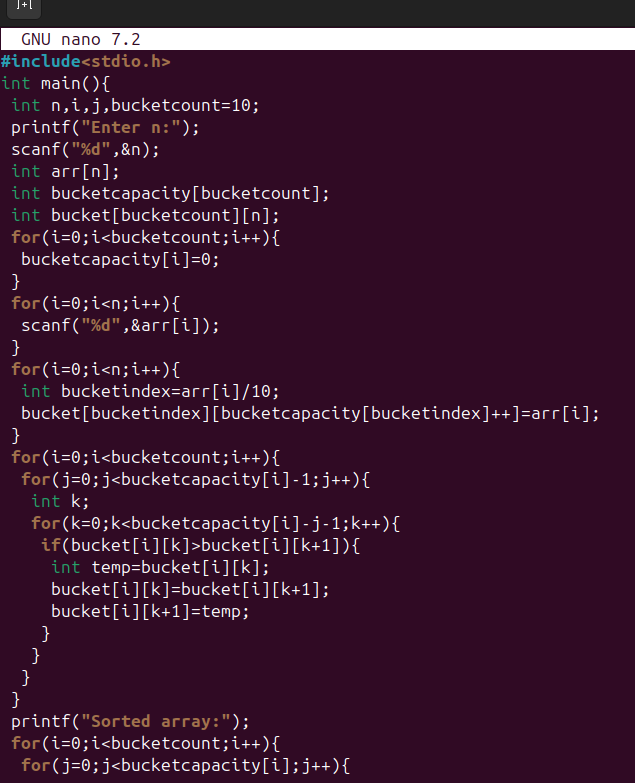 GNU nano 7.2
#include<stdio.h>
int main(){
 int n,i,j,bucketcount=10;
 printf("Enter n:");
 scanf("%d",&n);
 int arr[n];
 int bucketcapacity[bucketcount];
 int bucket[bucketcount][n];
 for(i=0;i<bucketcount;i++){
  bucketcapacity[i]=0;
 }
 for(i=0;i<n;i++){
  scanf("%d",&arr[i]);
 }
 for(i=0;i<n;i++){
  int bucketindex=arr[i]/10;
  bucket[bucketindex][bucketcapacity[bucketindex]++]=arr[i];
 }
 for(i=0;i<bucketcount;i++){
  for(j=0;j<bucketcapacity[i]-1;j++){
   int k;
   for(k=0;k<bucketcapacity[i]-j-1;k++){
    if(bucket[i][k]>bucket[i][k+1]){
     int temp=bucket[i][k];
     bucket[i][k]=bucket[i][k+1];
     bucket[i][k+1]=temp;
    }
   }
  }
 }
 printf("Sorted array:");
 for(i=0;i<bucketcount;i++){
  for(j=0;j<bucketcapacity[i];j++){